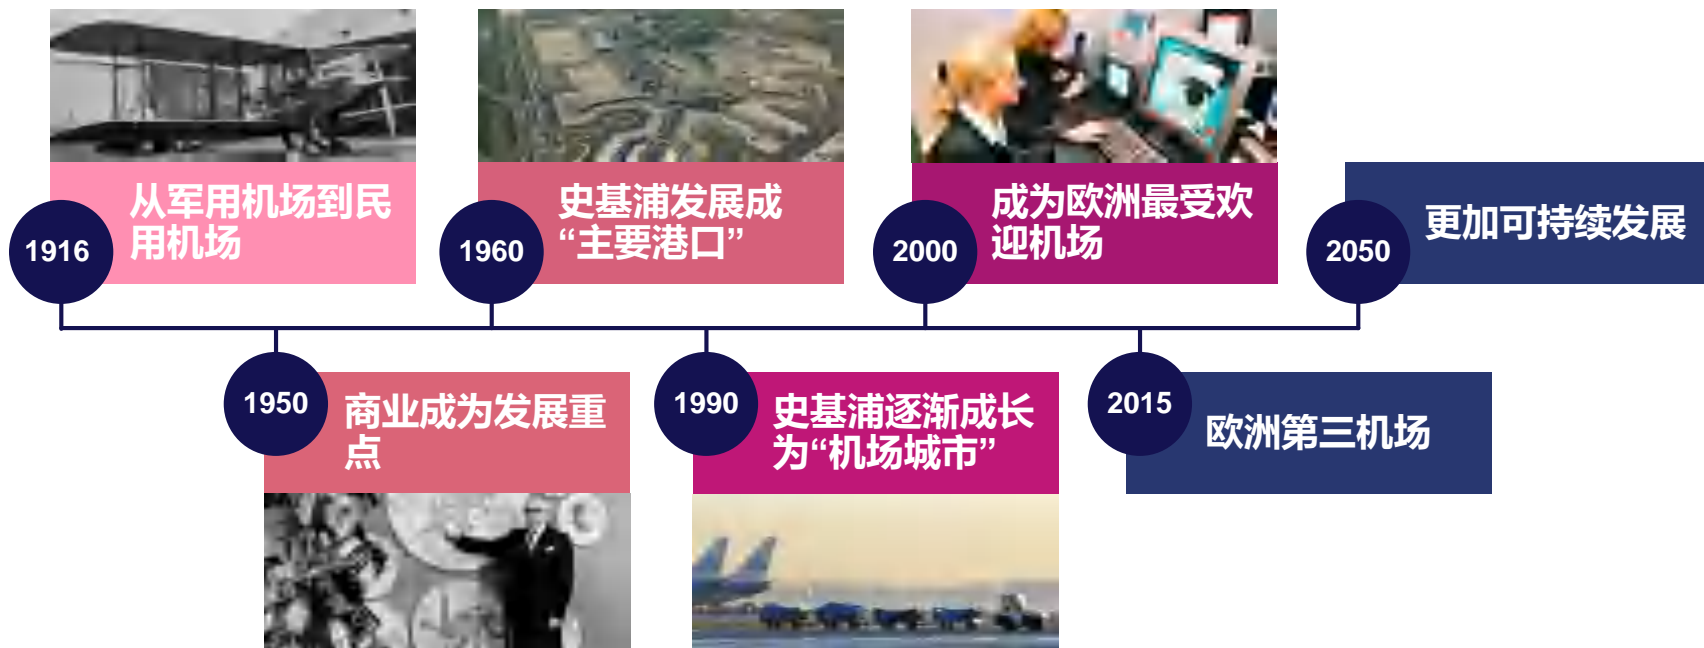 1916
从军用机场到民
用机场
1950
商业成为发展重
点
1960
史基浦发展成
“主要港口”
1990
史基浦逐渐成长
为“机场城市”
2000
成为欧洲最受欢
迎机场
2015
欧洲第三机场
2050
更加可持续发展